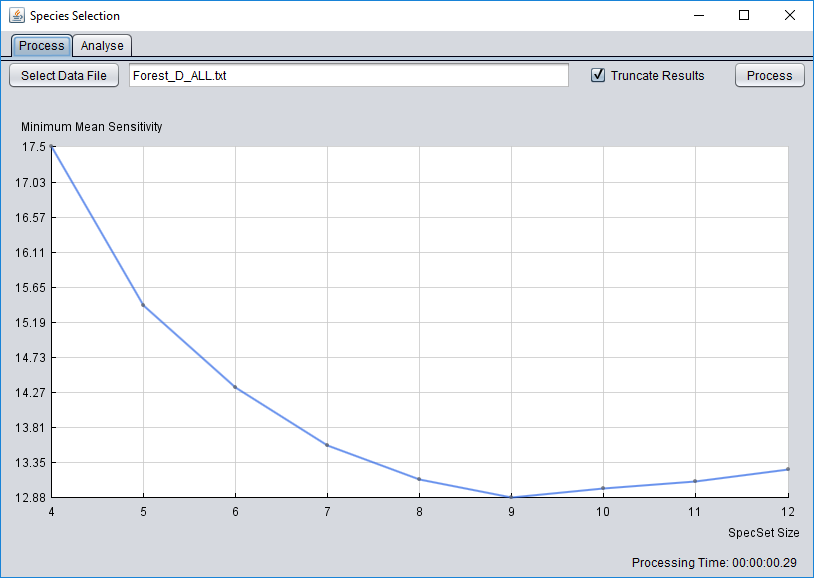 Species Selection
Process Analyse
Select Data File Forest_D_ALL.txt Truncate Results Process
Minimum Mean Sensitivity
17.5
17.03
16.57
16.11
15.65
15.19
14.73
14.27
13.81
13.35
12.88
4 5 6 7 8 9 10 11 12
SpecSet Size
Processing Time: 00:00:00.29